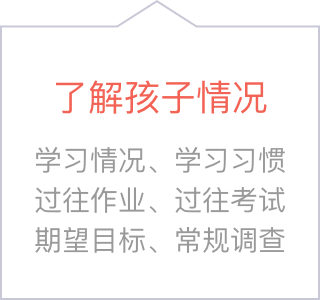 了解孩子情况
学习情况、学习习惯
过往作业、过往考试
期望目标、常规调查